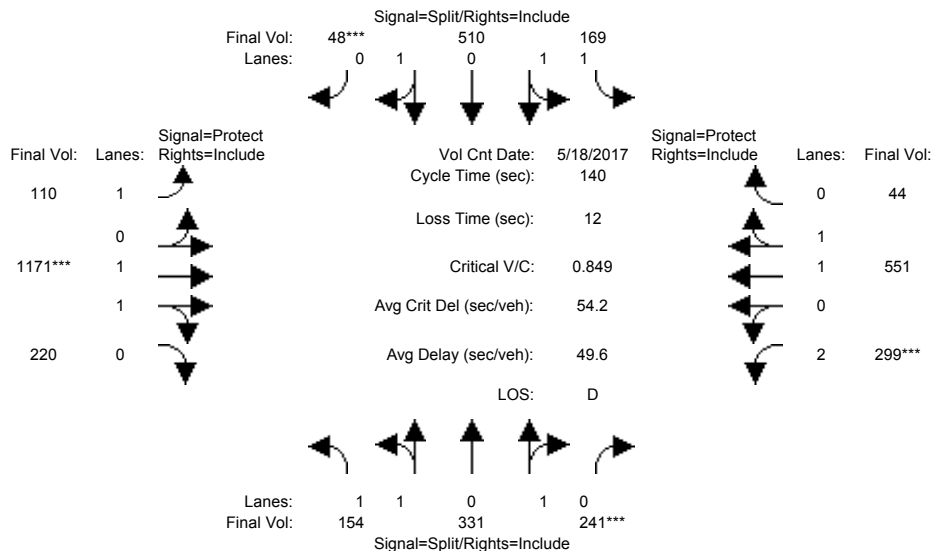 Signal=Split/Rights=Include
Final Vol: 48*** 510 169
Lanes: 0 1 0 1 1
Signal=Protect Signal=Protect
Final Vol: Lanes: Rights=Include Vol Cnt Date: 5/18/2017 Rights=Include Lanes: Final Vol:
Cycle Time (sec): 140
110 1 0 44
Loss Time (sec): 12
0 1
1171*** 1 Critical V/C: 0.849 1 551
1 Avg Crit Del (sec/veh): 54.2 0
220 0 Avg Delay (sec/veh): 49.6 2 299***
LOS: D
Lanes: 1 1 0 1 0
Final Vol: 154 331 241***
Signal=Split/Rights=Include